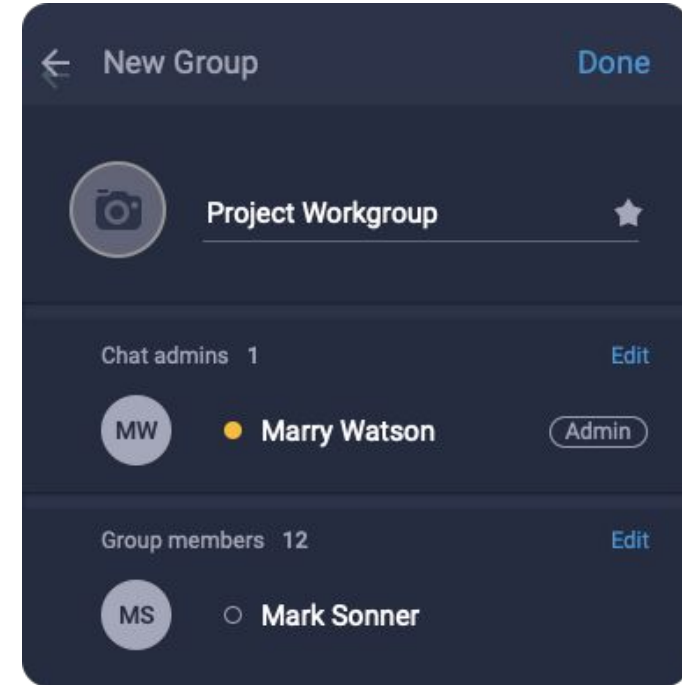 New Group Done
Project Workgroup
Chat admins 1 Edit
MW Marry Watson Admin
Group members 12 Edit
MS Mark Sonner